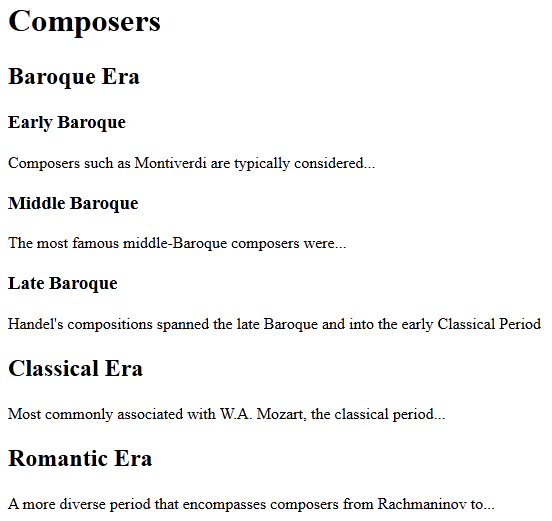 Composers
Baroque Era
Early Baroque
Composers such as Montiverdi are typically considered...
Middle Baroque
The most famous middle-Baroque composers were...
Late Baroque
Handel's compositions spanned the late Baroque and into the early Classical Period
Classical Era
Most commonly associated with W.A. Mozart, the classical period...
Romantic Era
A more diverse period that encompasses composers from Rachmaninov to...